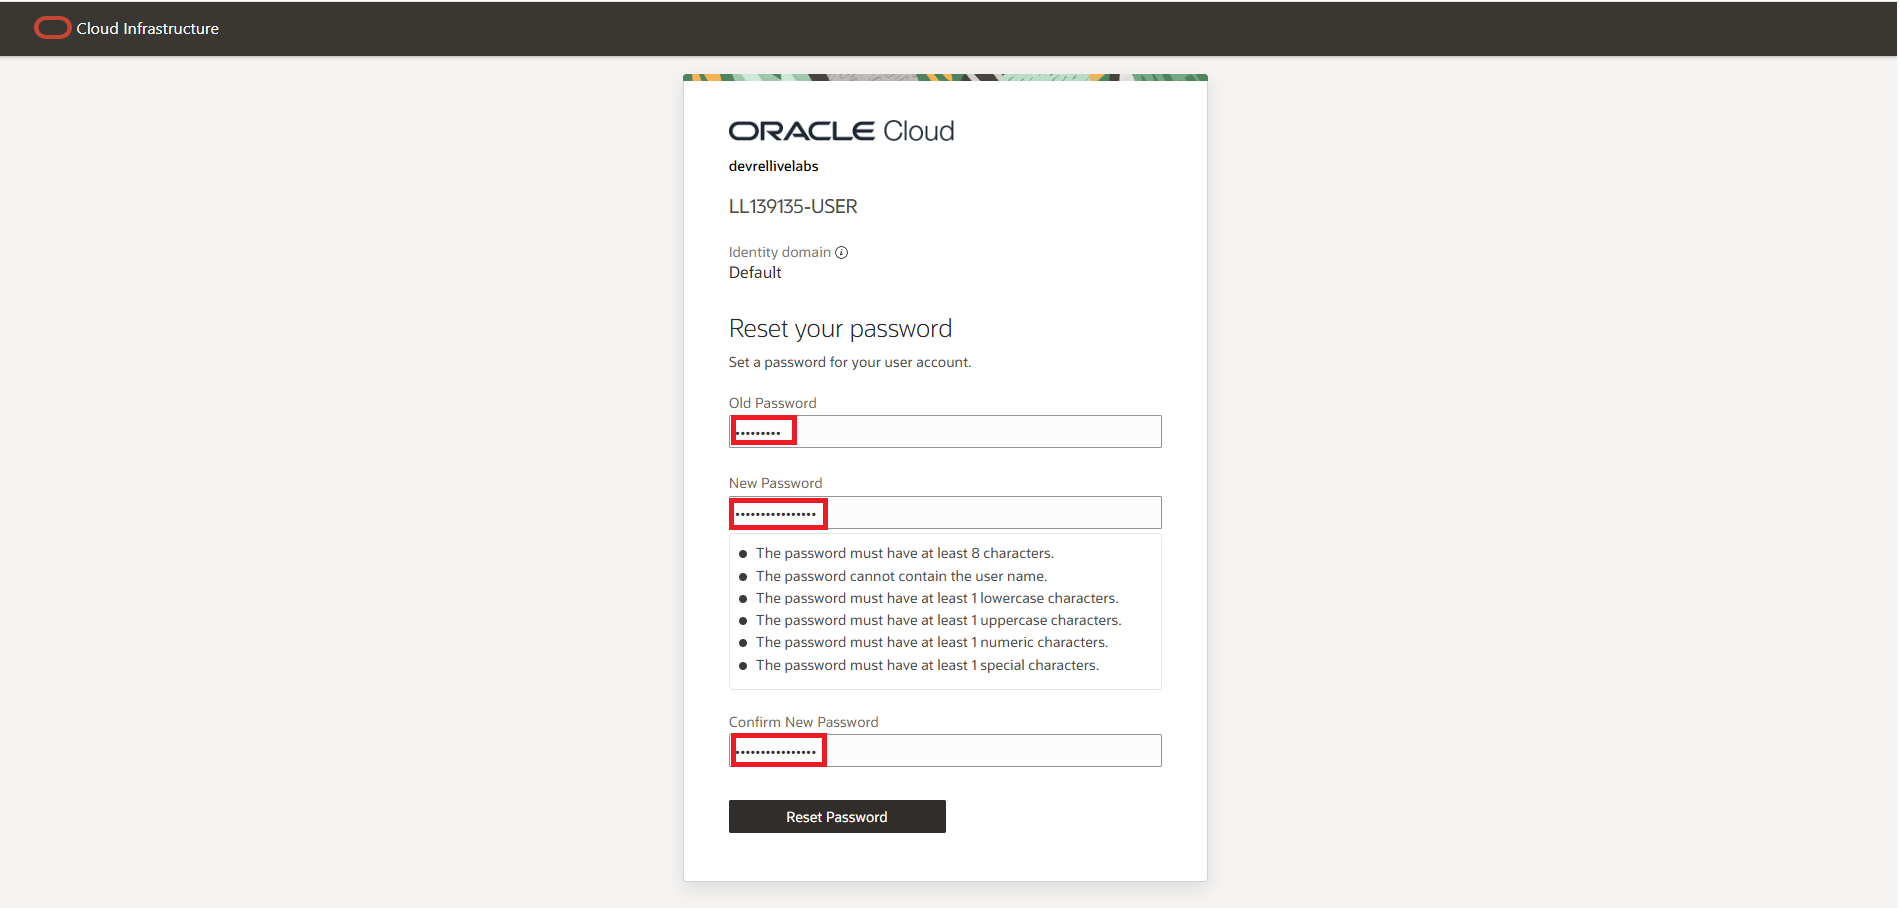 Cloud Infrastructure
ORACLE Cloud
devrellivelabs
LL139135-USER
Identity domain
Default
Reset your password
Set a password for your user account.
Old Password
•••••••••
New Password
••••••••••••••••
The password must have at least 8 characters.
The password cannot contain the user name.
The password must have at least 1 lowercase characters.
The password must have at least 1 uppercase characters.
The password must have at least 1 numeric characters.
The password must have at least 1 special characters.
Confirm New Password
••••••••••••••••
Reset Password